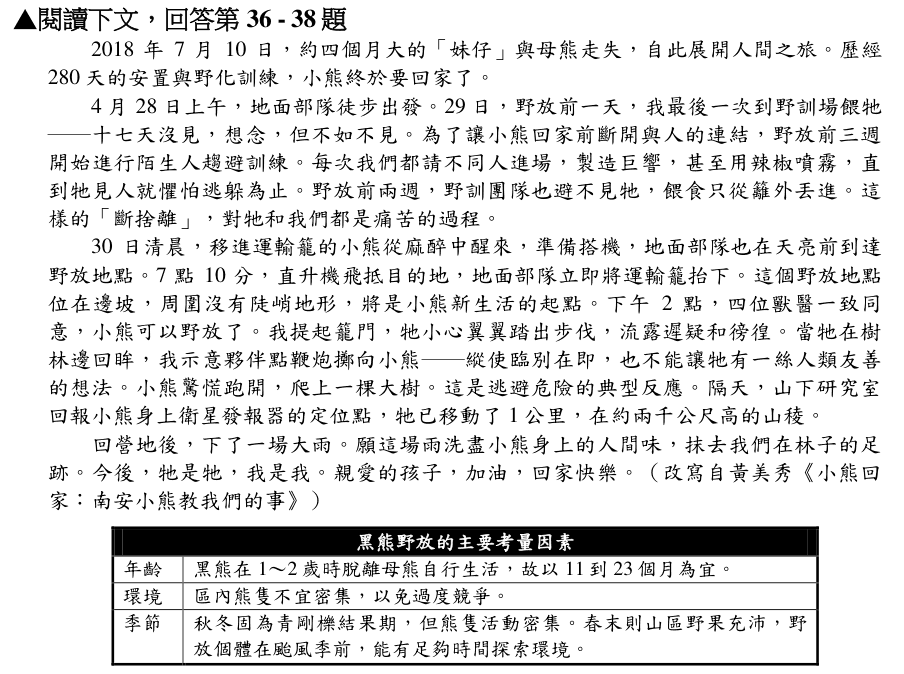 ▲閱讀下文，回答第 36 - 38 題
2018 年 7 月 10 日，約四個月大的「妹仔」與母熊走失，自此展開人間之旅。歷經
280 天的安置與野化訓練，小熊終於要回家了。
4 月 28 日上午，地面部隊徒步出發。29 日，野放前一天，我最後一次到野訓場餵牠
──十七天沒見，想念，但不如不見。為了讓小熊回家前斷開與人的連結，野放前三週
開始進行陌生人趨避訓練。每次我們都請不同人進場，製造巨響，甚至用辣椒噴霧，直
到牠見人就懼怕逃躲為止。野放前兩週，野訓團隊也避不見牠，餵食只從籬外丟進。這
樣的「斷捨離」，對牠和我們都是痛苦的過程。
30 日清晨，移進運輸籠的小熊從麻醉中醒來，準備搭機，地面部隊也在天亮前到達
野放地點。7 點 10 分，直升機飛抵目的地，地面部隊立即將運輸籠抬下。這個野放地點
位在邊坡，周圍沒有陡峭地形，將是小熊新生活的起點。下午 2 點，四位獸醫一致同
意，小熊可以野放了。我提起籠門，牠小心翼翼踏出步伐，流露遲疑和徬徨。當牠在樹
林邊回眸，我示意夥伴點鞭炮擲向小熊──縱使臨別在即，也不能讓牠有一絲人類友善
的想法。小熊驚慌跑開，爬上一棵大樹。這是逃避危險的典型反應。隔天，山下研究室
回報小熊身上衛星發報器的定位點，牠已移動了 1 公里，在約兩千公尺高的山稜。
回營地後，下了一場大雨。願這場雨洗盡小熊身上的人間味，抹去我們在林子的足
跡。今後，牠是牠，我是我。親愛的孩子，加油，回家快樂。（改寫自黃美秀《小熊回
家：南安小熊教我們的事》）
黑熊野放的主要考量因素
年齡 黑熊在 1～2 歲時脫離母熊自行生活，故以 11 到 23 個月為宜。
環境 區內熊隻不宜密集，以免過度競爭。
季節 秋冬固為青剛櫟結果期，但熊隻活動密集。春末則山區野果充沛，野
放個體在颱風季前，能有足夠時間探索環境。